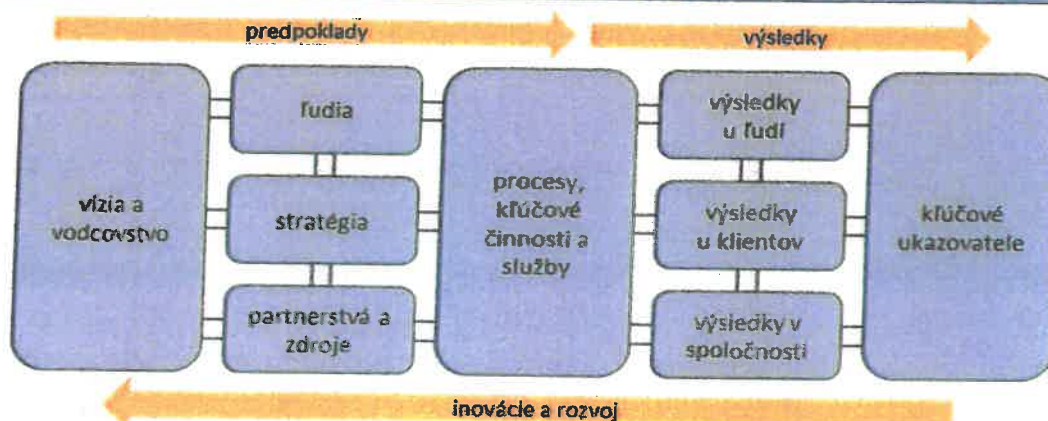 predpoklady
výsledky
vízia a
vodcovstvo
ľudia
stratégia
partnerstvá a
zdroje
procesy,
kľúčové
činnosti a
služby
výsledky
u ľudí
výsledky
u klientov
výsledky v
spoločnosti
kľúčové
ukazovatele
inovácie a rozvoj